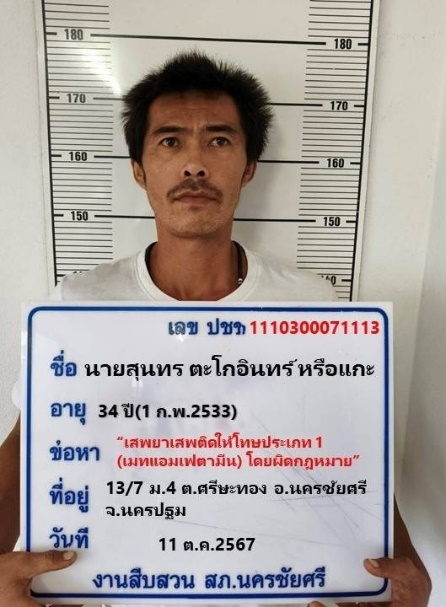 180 180
170 170
160 160
150 150
เลข ปชช 1110300071113
ชื่อ นายสุนทร ตะโกอินทร์ หรือแกะ
อายุ 34 ปี(1 ก.พ.2533)
ข้อหา "เสพยาเสพติดให้โทษประเภท 1
(เมทแอมเฟตามีน) โดยผิดกฎหมาย"
ที่อยู่ 13/7 ม.4 ต.ศรีษะทอง อ.นครชัยศรี
จ.นครปฐม
วันที่ 11 ต.ค.2567
งานสืบสวน สภ.นครชัยศรี